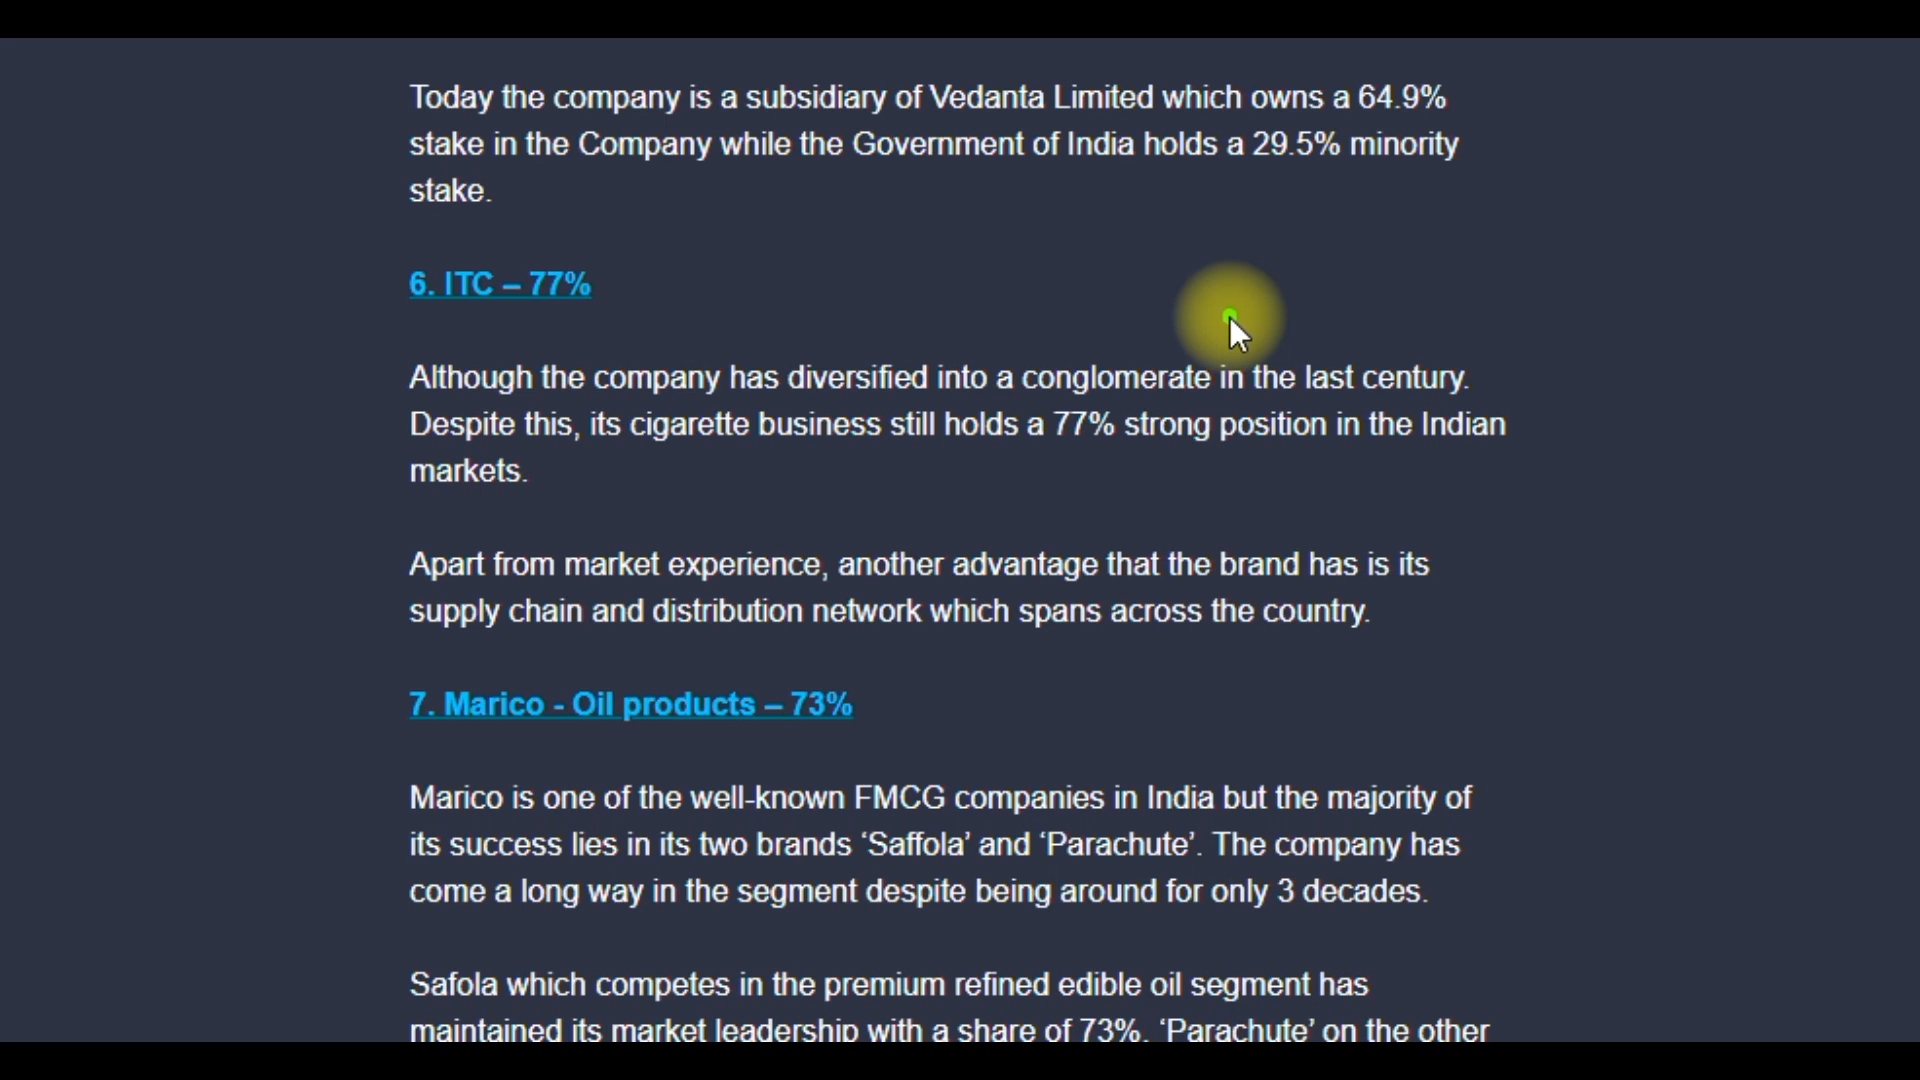 Today the company is a subsidiary of Vedanta Limited which owns a 64.9%
stake in the Company while the Government of India holds a 29.5% minority
stake.
6. ITC – 77%
Although the company has diversified into a conglomerate in the last century.
Despite this, its cigarette business still holds a 77% strong position in the Indian
markets.
Apart from market experience, another advantage that the brand has is its
supply chain and distribution network which spans across the country.
7. Marico - Oil products – 73%
Marico is one of the well-known FMCG companies in India but the majority of
its success lies in its two brands ‘Saffola’ and ‘Parachute’. The company has
come a long way in the segment despite being around for only 3 decades.
Safola which competes in the premium refined edible oil segment has
maintained its market leadership with a share of 73%. ‘Parachute’ on the other